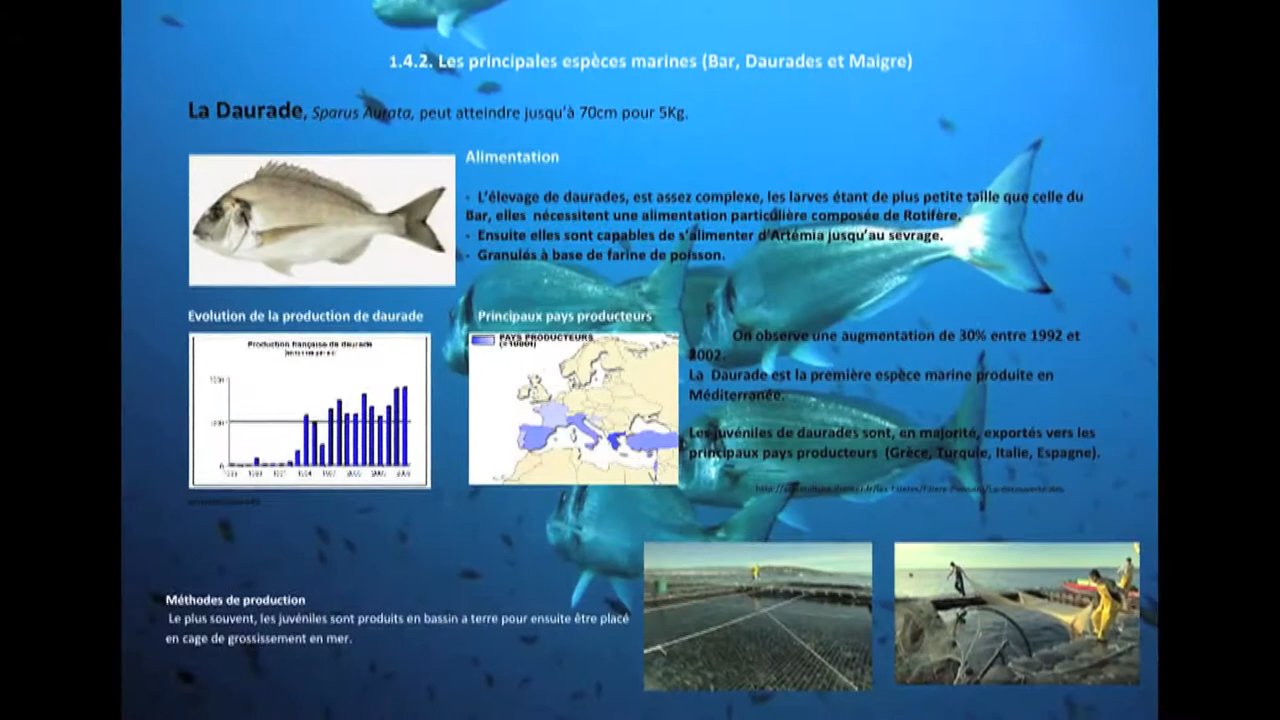 1.4.2. Les principales espèces marines (Bar, Daurades et Maigre)
La Daurade, Sparus Aurata, peut atteindre jusqu'à 70cm pour 5Kg.
Alimentation
- L'élevage de daurades, est assez complexe, les larves étant de plus petite taille que celle du
Bar, elles nécessitent une alimentation particulière composée de Rotifère.
- Ensuite elles sont capables de s'alimenter d'Artémia jusqu'au sevrage.
- Granulés à base de farine de poisson.
Evolution de la production de daurade
Principaux pays producteurs
Production française de daurade
PAYS PRODUCTEURS
On observe une augmentation de 30% entre 1992 et
2002.
La Daurade est la première espèce marine produite en
Méditerranée.
Les juvéniles de daurades sont, en majorité, exportés vers les
principaux pays producteurs (Grèce, Turquie, Italie, Espagne).
Méthodes de production
Le plus souvent, les juvéniles sont produits en bassin a terre pour ensuite être placé
en cage de grossissement en mer.